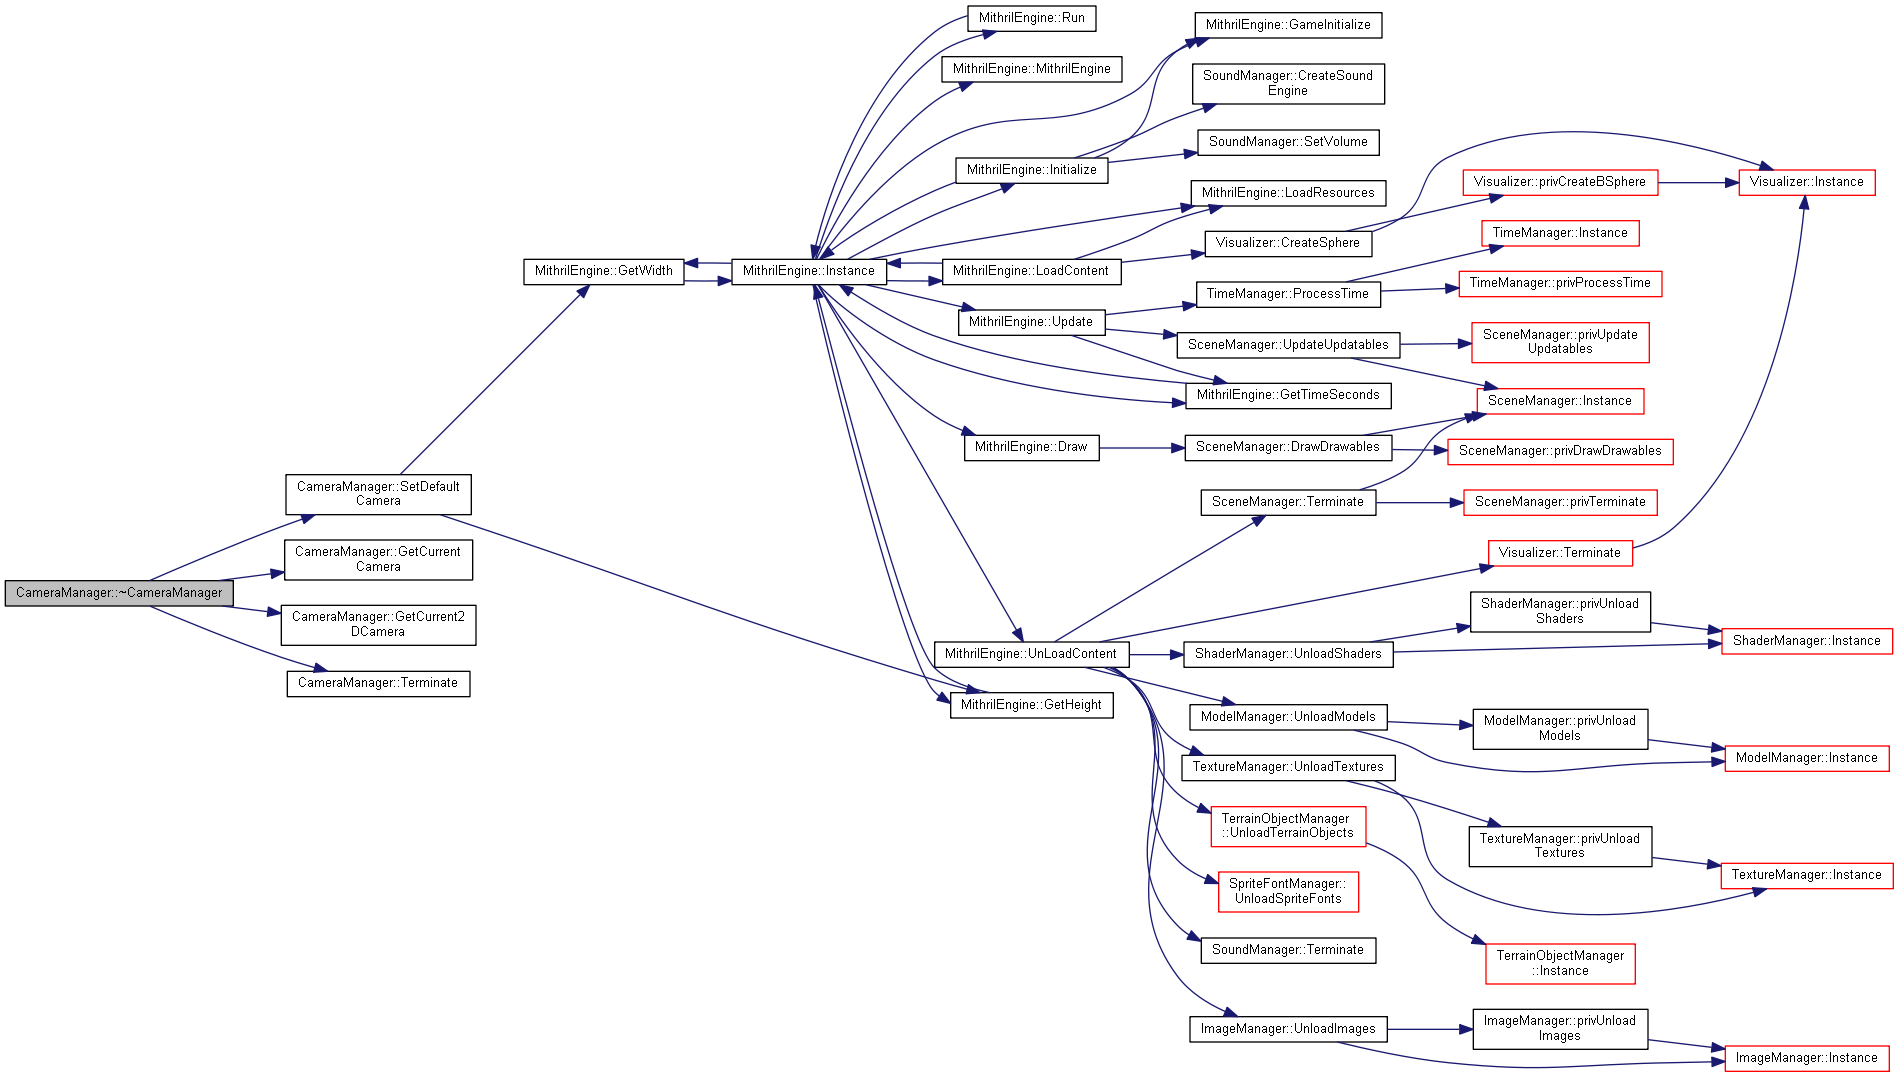 CameraManager::~CameraManager
CameraManager::SetDefault
Camera
CameraManager::GetCurrent
Camera
CameraManager::GetCurrent2
DCamera
CameraManager::Terminate
MithrilEngine::GetWidth
MithrilEngine::Instance
MithrilEngine::Run
MithrilEngine::MithrilEngine
MithrilEngine::Initialize
MithrilEngine::LoadContent
MithrilEngine::Update
MithrilEngine::Draw
MithrilEngine::UnLoadContent
MithrilEngine::GetHeight
MithrilEngine::GameInitialize
SoundManager::CreateSound
Engine
SoundManager::SetVolume
MithrilEngine::LoadResources
Visualizer::CreateSphere
TimeManager::ProcessTime
SceneManager::UpdateUpdatables
MithrilEngine::GetTimeSeconds
SceneManager::DrawDrawables
SceneManager::Terminate
ShaderManager::UnloadShaders
ModelManager::UnloadModels
TextureManager::UnloadTextures
TerrainObjectManager
::UnloadTerrainObjects
SpriteFontManager::
UnloadSpriteFonts
SoundManager::Terminate
ImageManager::UnloadImages
Visualizer::privCreateBSphere
TimeManager::Instance
TimeManager::privProcessTime
SceneManager::privUpdate
Updatables
SceneManager::Instance
SceneManager::privDrawDrawables
SceneManager::privTerminate
Visualizer::Terminate
ShaderManager::privUnload
Shaders
ModelManager::privUnload
Models
TextureManager::privUnload
Textures
TerrainObjectManager
::Instance
ImageManager::privUnload
Images
Visualizer::Instance
ShaderManager::Instance
ModelManager::Instance
TextureManager::Instance
ImageManager::Instance